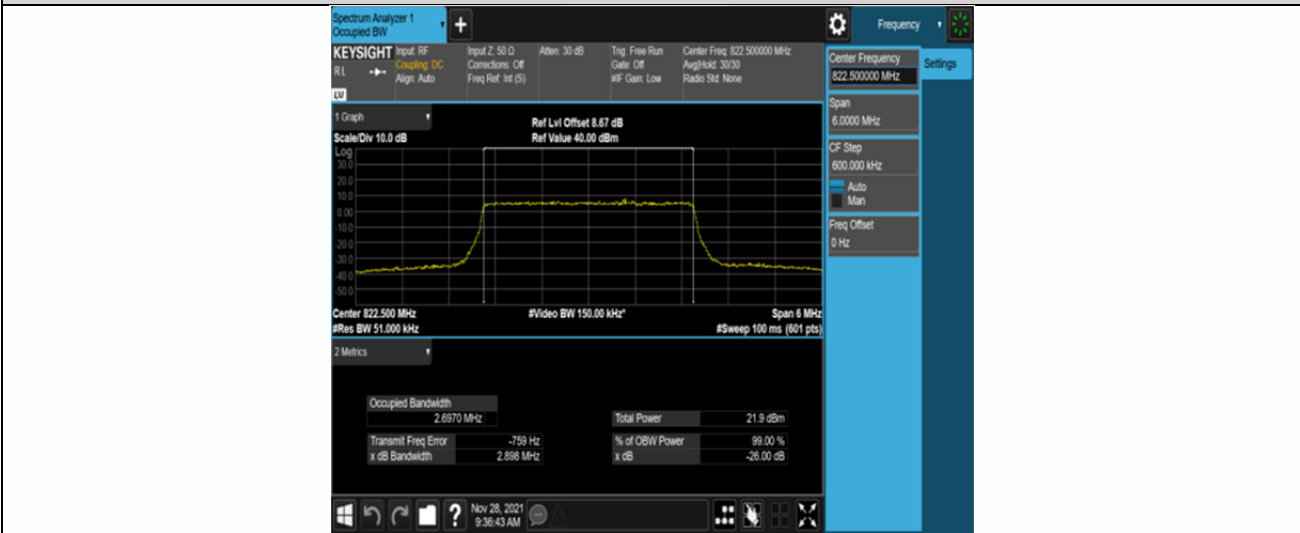 Spectrum Analyzer 1
Occupied BW
+
Frequency
KEYSIGHT
R L
LXI
Input: RF
Coupling: DC
Align: Auto
Input Z: 50 Ω
Corrections: Off
Freq Ref: Int (S)
Atten: 30 dB
Trig: Free Run
Gate: Off
#IF Gain: Low
Center Freq: 822.500000 MHz
Avg|Hold: 30/30
Radio Std: None
Center Frequency
822.500000 MHz
Settings
Span
6.0000 MHz
CF Step
600.000 kHz
Auto
Man
Freq Offset
0 Hz
1 Graph
Scale/Div 10.0 dB
Ref Lvl Offset 8.67 dB
Ref Value 40.00 dBm
Log
30.0
20.0
10.0
0.00
-10.0
-20.0
-30.0
-40.0
-50.0
Center 822.500 MHz
#Video BW 150.00 kHz*
Span 6 MHz
#Res BW 51.000 kHz
#Sweep 100 ms (601 pts)
2 Metrics
Occupied Bandwidth
2.6970 MHz
Total Power 21.9 dBm
Transmit Freq Error -759 Hz
% of OBW Power 99.00 %
x dB Bandwidth 2.898 MHz
x dB -26.00 dB
?
Nov 28, 2021
9:36:43 AM